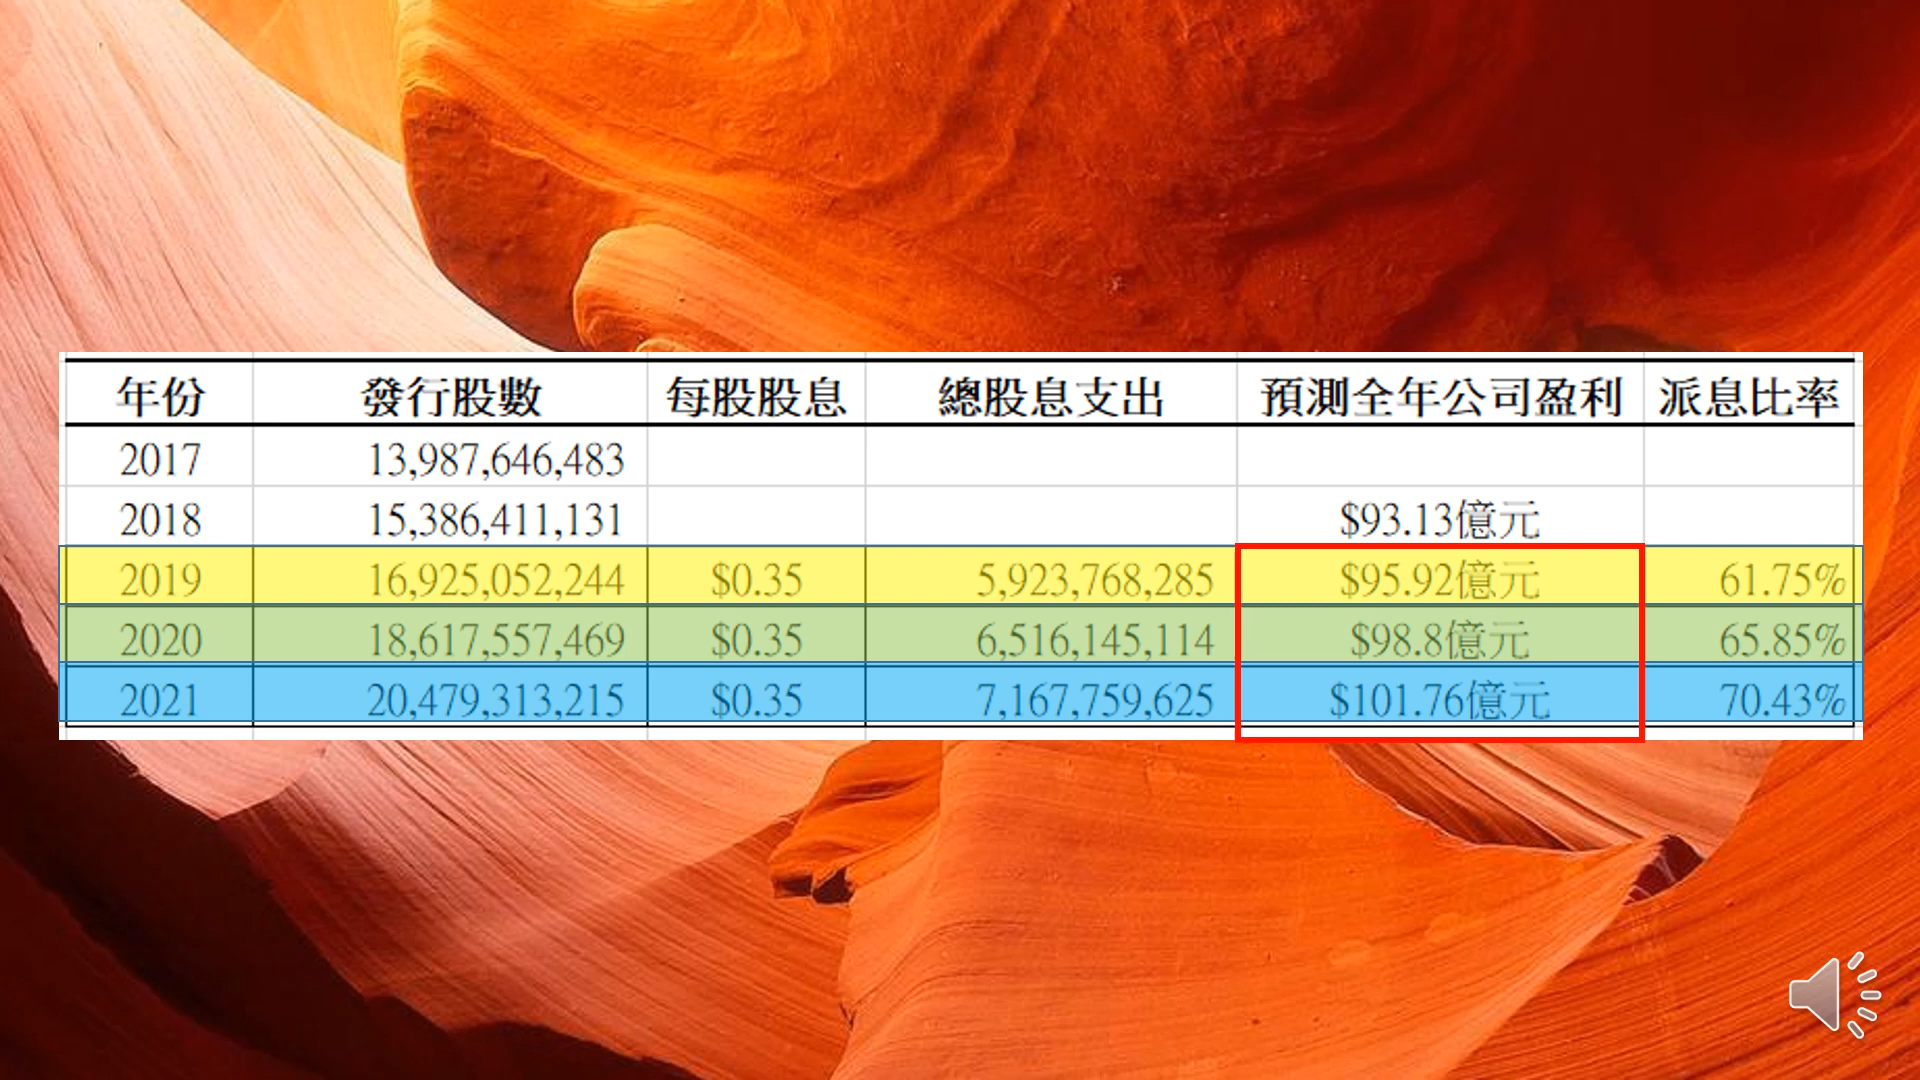 年份 發行股數 每股股息 總股息支出 預測全年公司盈利 派息比率
2017 13,987,646,483
2018 15,386,411,131 $93.13億元
2019 16,925,052,244 $0.35 5,923,768,285 $95.92億元 61.75%
2020 18,617,557,469 $0.35 6,516,145,114 $98.8億元 65.85%
2021 20,479,313,215 $0.35 7,167,759,625 $101.76億元 70.43%